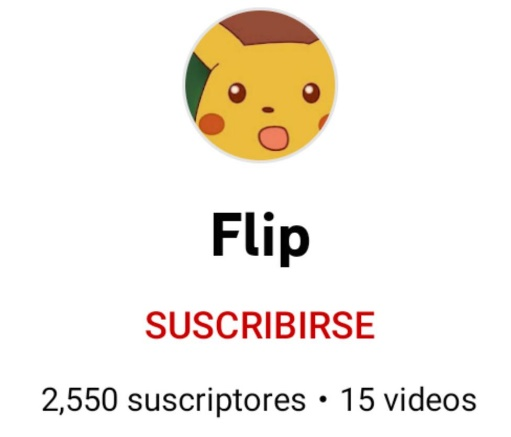 Flip
SUSCRIBIRSE
2,550 suscriptores • 15 videos